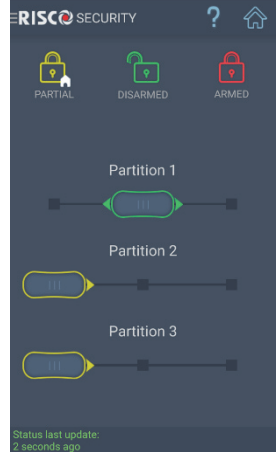 RISCO SECURITY ?
PARTIAL DISARMED ARMED
Partition 1
Partition 2
Partition 3
Status last update:
2 seconds ago